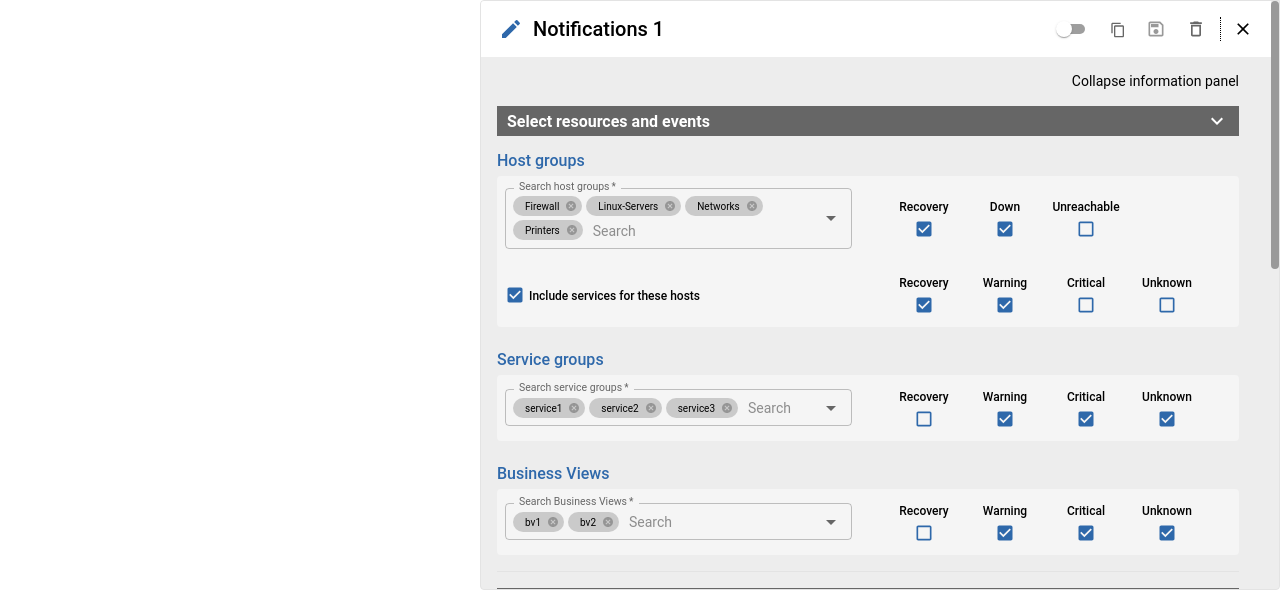 Notifications 1
Collapse information panel
Select resources and events
Host groups
Search host groups *
Firewall Linux-Servers Networks
Printers Search
Recovery Down Unreachable
Include services for these hosts
Recovery Warning Critical Unknown
Service groups
Search service groups *
service1 service2 service3 Search
Recovery Warning Critical Unknown
Business Views
Search Business Views *
bv1 bv2 Search
Recovery Warning Critical Unknown